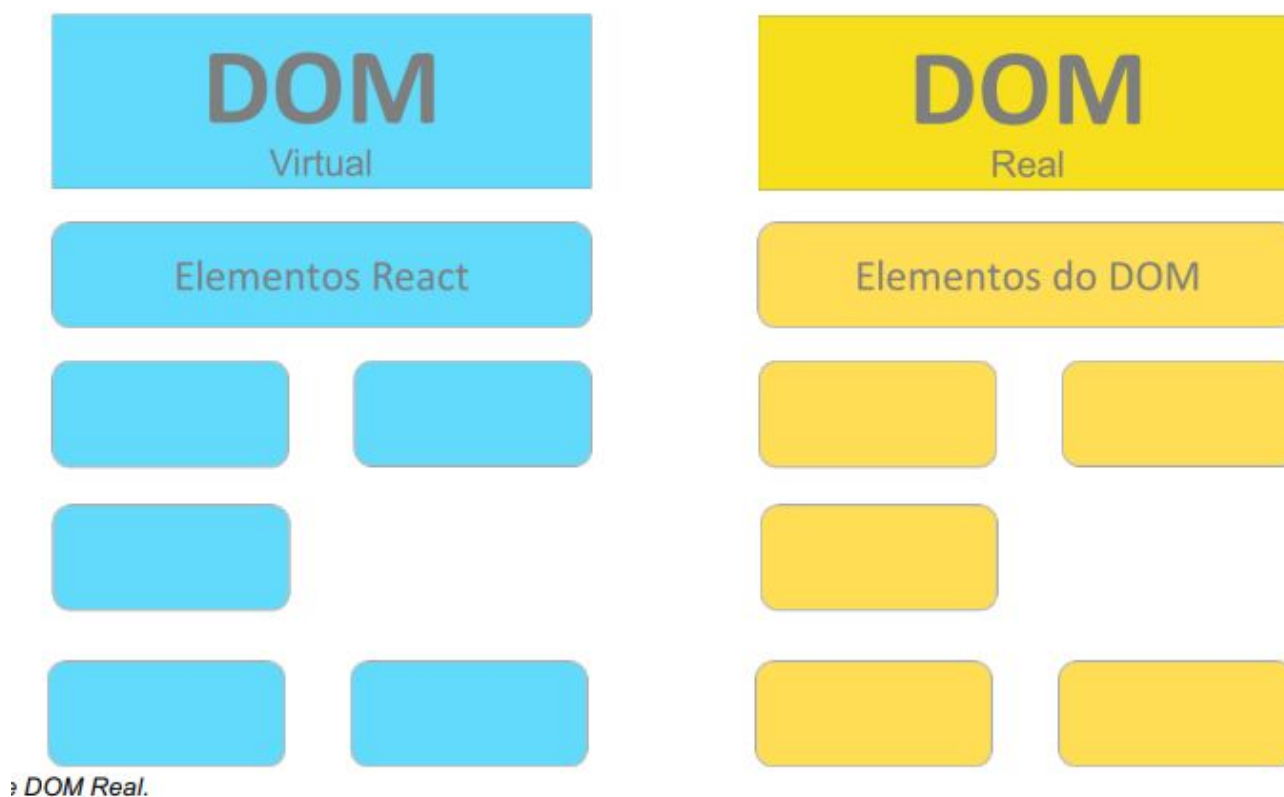 DOM
Virtual
DOM
Real
Elementos React
Elementos do DOM
e DOM Real.